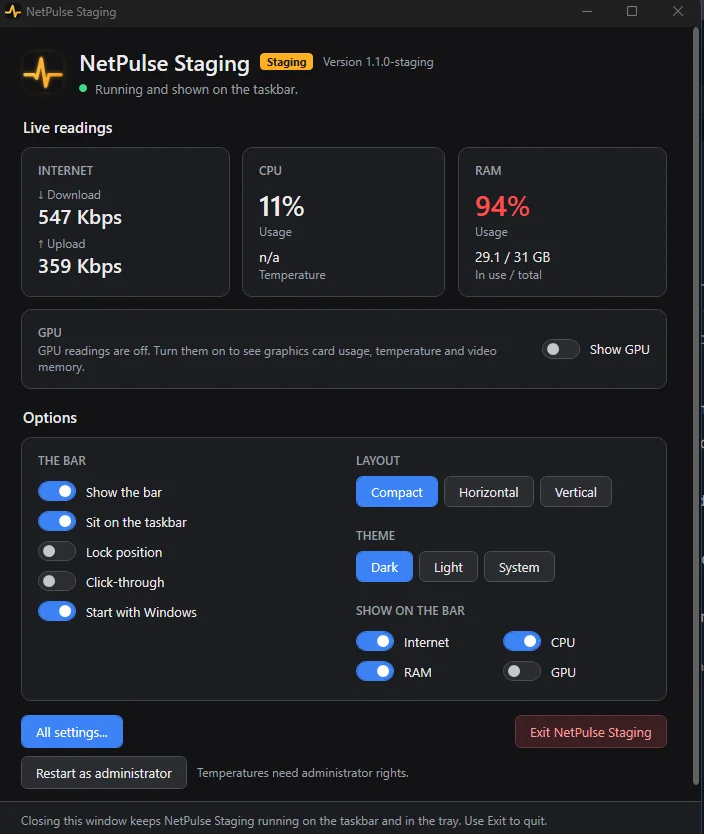 NetPulse Staging
NetPulse Staging Staging Version 1.1.0-staging
Running and shown on the taskbar.
Live readings
INTERNET
↓ Download
547 Kbps
↑ Upload
359 Kbps
CPU
11%
Usage
n/a
Temperature
RAM
94%
Usage
29.1 / 31 GB
In use / total
GPU
GPU readings are off. Turn them on to see graphics card usage, temperature and video
memory.
Show GPU
Options
THE BAR
Show the bar
Sit on the taskbar
Lock position
Click-through
Start with Windows
LAYOUT
Compact Horizontal Vertical
THEME
Dark Light System
SHOW ON THE BAR
Internet CPU
RAM GPU
All settings... Exit NetPulse Staging
Restart as administrator Temperatures need administrator rights.
Closing this window keeps NetPulse Staging running on the taskbar and in the tray. Use Exit to quit.